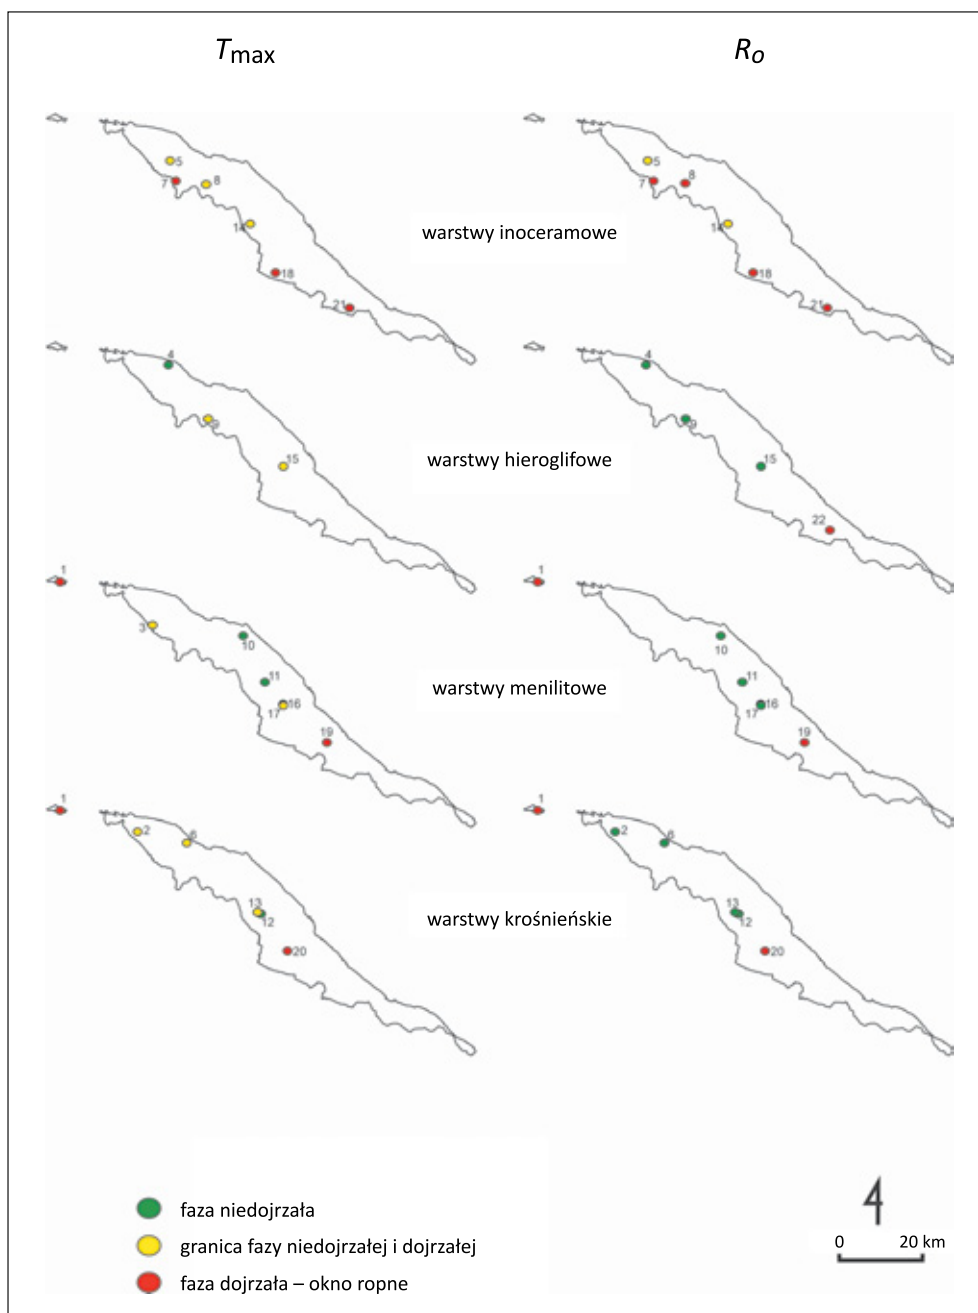 Tmax Ro
5 5
7 8 7 8
warstwy inoceramowe
14 14
18 18
21 21
4 4
9 9
warstwy hieroglifowe
15 15
22
1 1
3
10 10
11 11
warstwy menilitowe
17 16 17 16
19 19
1 1
2 6 2 6
13 13
12 12
warstwy krośnieńskie
20 20
faza niedojrzała
granica fazy niedojrzałej i dojrzałej
faza dojrzała – okno ropne
0 20 km